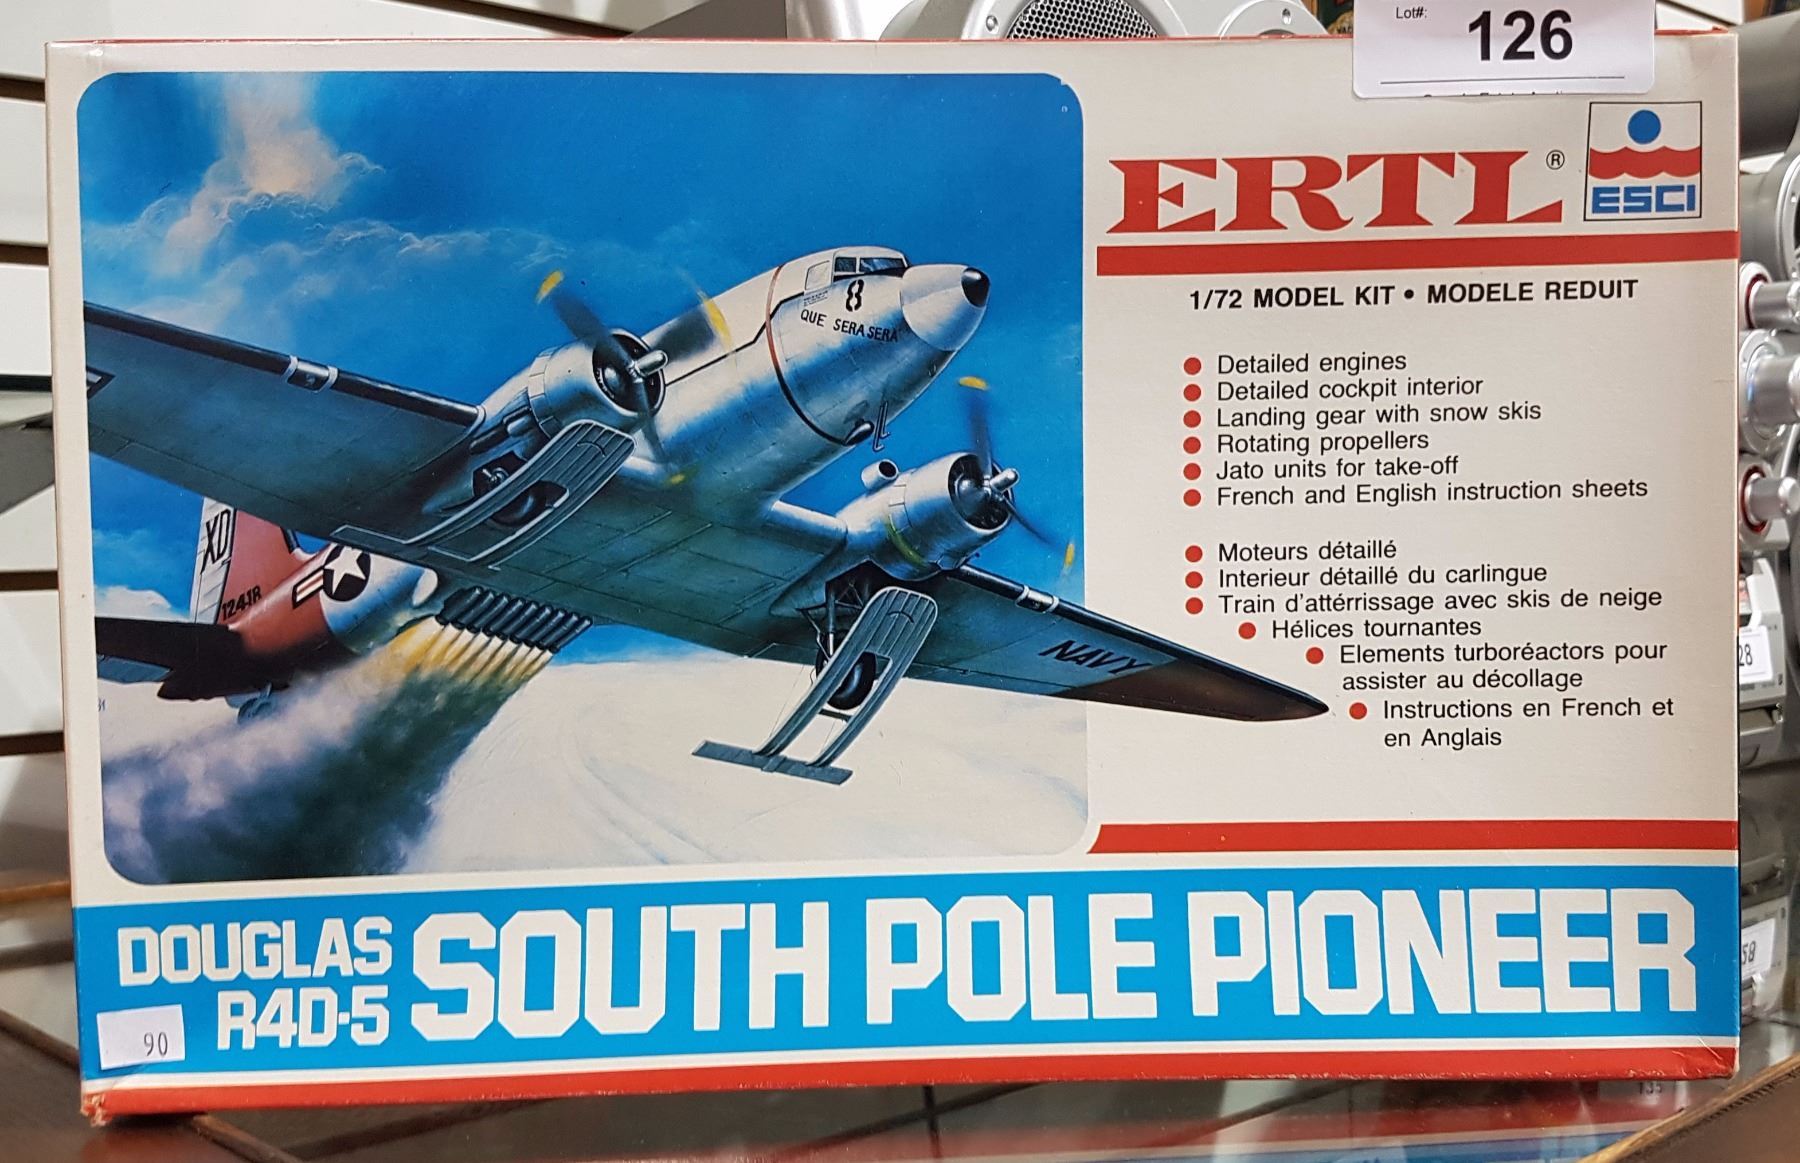 Lot#:
126
ERTL®
ESCI
1/72 MODEL KIT • MODELE REDUIT
● Detailed engines
● Detailed cockpit interior
● Landing gear with snow skis
● Rotating propellers
● Jato units for take-off
● French and English instruction sheets
● Moteurs détaillé
● Interieur détaillé du carlingue
● Train d'attérrissage avec skis de neige
● Hélices tournantes
● Elements turboréactors pour
assister au décollage
● Instructions en French et
en Anglais
8
QUE SERA SERA
XD
NAVY
DOUGLAS
R4D-5
SOUTH POLE PIONEER
90
28
58
135